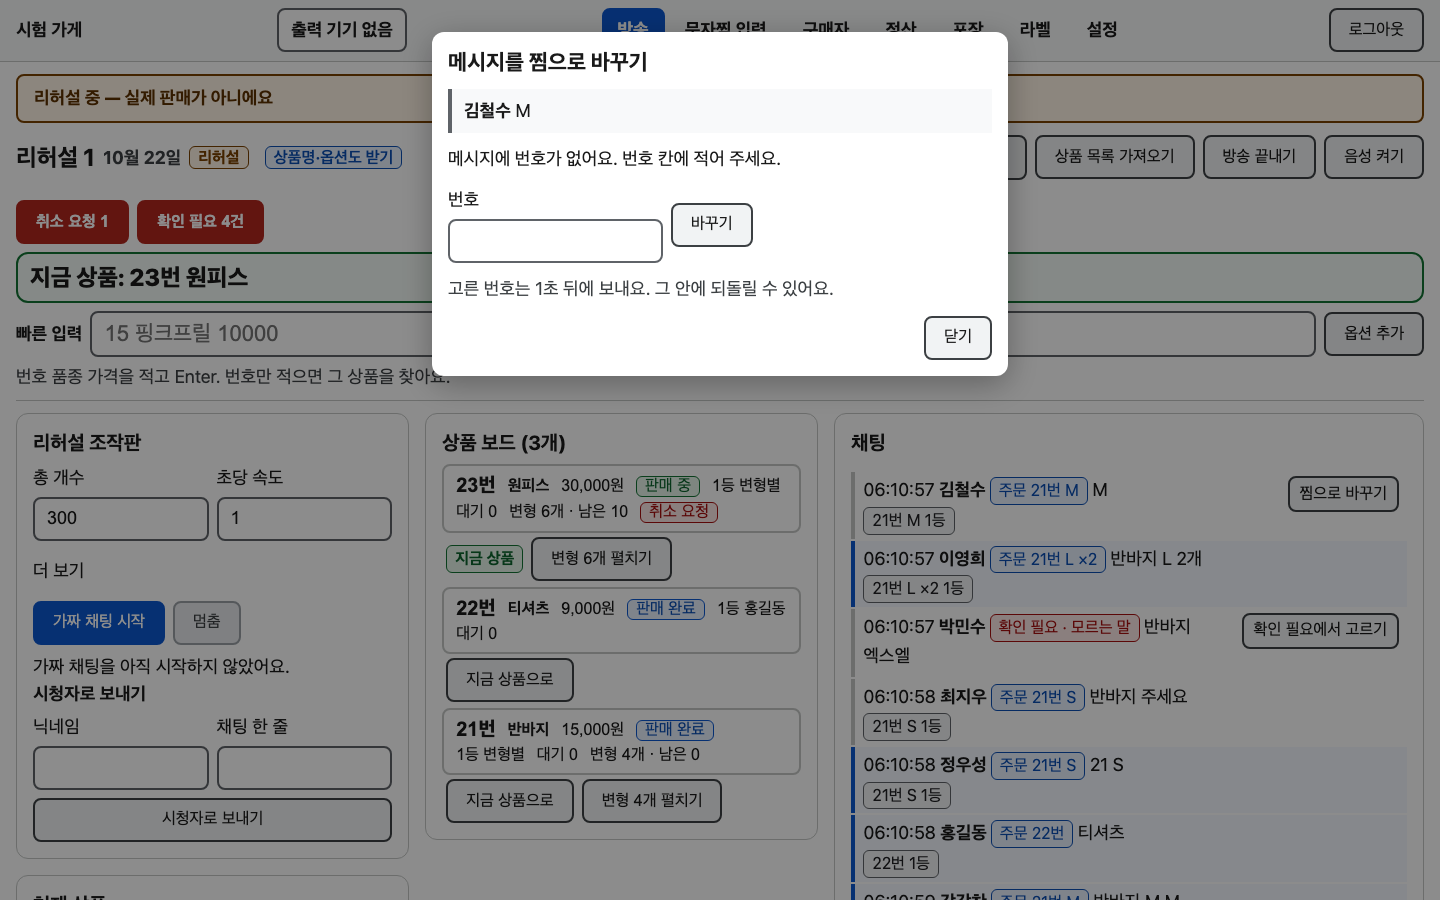 시험 가게
출력 기기 없음
방송
문자찜 입력
구매자
정산
포장
라벨
설정
로그아웃
리허설 중 — 실제 판매가 아니에요
리허설 1 10월 22일 리허설 상품명·옵션도 받기
상품 목록 가져오기
방송 끝내기
음성 켜기
취소 요청 1
확인 필요 4건
지금 상품: 23번 원피스
빠른 입력
15 핑크프릴 10000
옵션 추가
번호 품종 가격을 적고 Enter. 번호만 적으면 그 상품을 찾아요.
메시지를 찜으로 바꾸기
김철수 M
메시지에 번호가 없어요. 번호 칸에 적어 주세요.
번호
바꾸기
고른 번호는 1초 뒤에 보내요. 그 안에 되돌릴 수 있어요.
닫기
리허설 조작판
총 개수
초당 속도
300
1
더 보기
가짜 채팅 시작
멈춤
가짜 채팅을 아직 시작하지 않았어요.
시청자로 보내기
닉네임
채팅 한 줄
시청자로 보내기
상품 보드 (3개)
23번 원피스 30,000원 판매 중 1등 변형별
대기 0 변형 6개 · 남은 10 취소 요청
지금 상품
변형 6개 펼치기
22번 티셔츠 9,000원 판매 완료 1등 홍길동
대기 0
지금 상품으로
21번 반바지 15,000원 판매 완료
1등 변형별 대기 0 변형 4개 · 남은 0
지금 상품으로
변형 4개 펼치기
채팅
06:10:57 김철수 주문 21번 M M
찜으로 바꾸기
21번 M 1등
06:10:57 이영희 주문 21번 L ×2 반바지 L 2개
21번 L ×2 1등
06:10:57 박민수 확인 필요 · 모르는 말 반바지
엑스엘
확인 필요에서 고르기
06:10:58 최지우 주문 21번 S 반바지 주세요
21번 S 1등
06:10:58 정우성 주문 21번 S 21 S
21번 S 1등
06:10:58 홍길동 주문 22번 티셔츠
22번 1등